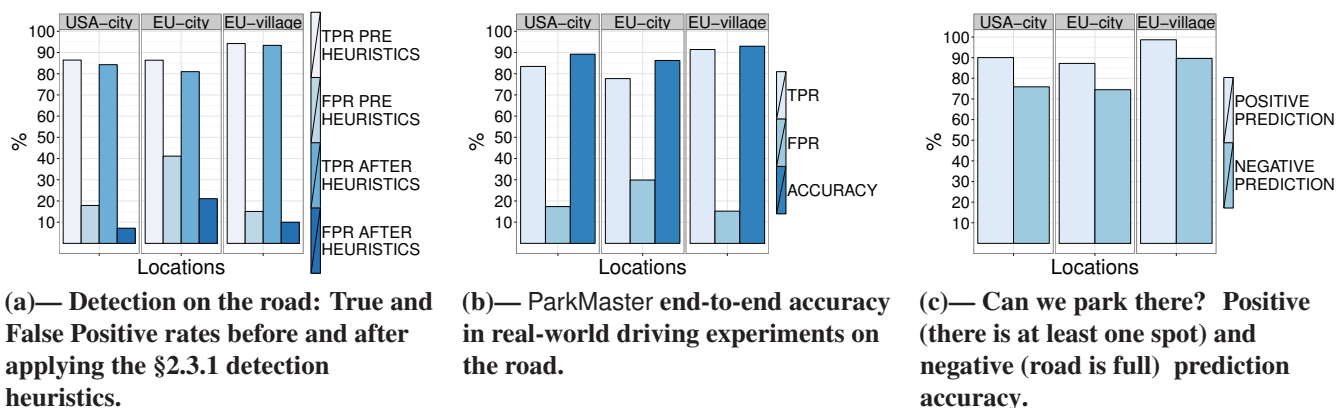 USA−city EU−city EU−village
100
90
80
70
60
50
40
30
20
10
%
Locations
TPR PRE
HEURISTICS
FPR PRE
HEURISTICS
TPR AFTER
HEURISTICS
FPR AFTER
HEURISTICS
(a)— Detection on the road: True and
False Positive rates before and after
applying the §2.3.1 detection
heuristics.
USA−city EU−city EU−village
100
90
80
70
60
50
40
30
20
10
%
Locations
TPR
FPR
ACCURACY
(b)— ParkMaster end-to-end accuracy
in real-world driving experiments on
the road.
USA−city EU−city EU−village
100
90
80
70
60
50
40
30
20
10
%
Locations
POSITIVE
PREDICTION
NEGATIVE
PREDICTION
(c)— Can we park there? Positive
(there is at least one spot) and
negative (road is full) prediction
accuracy.